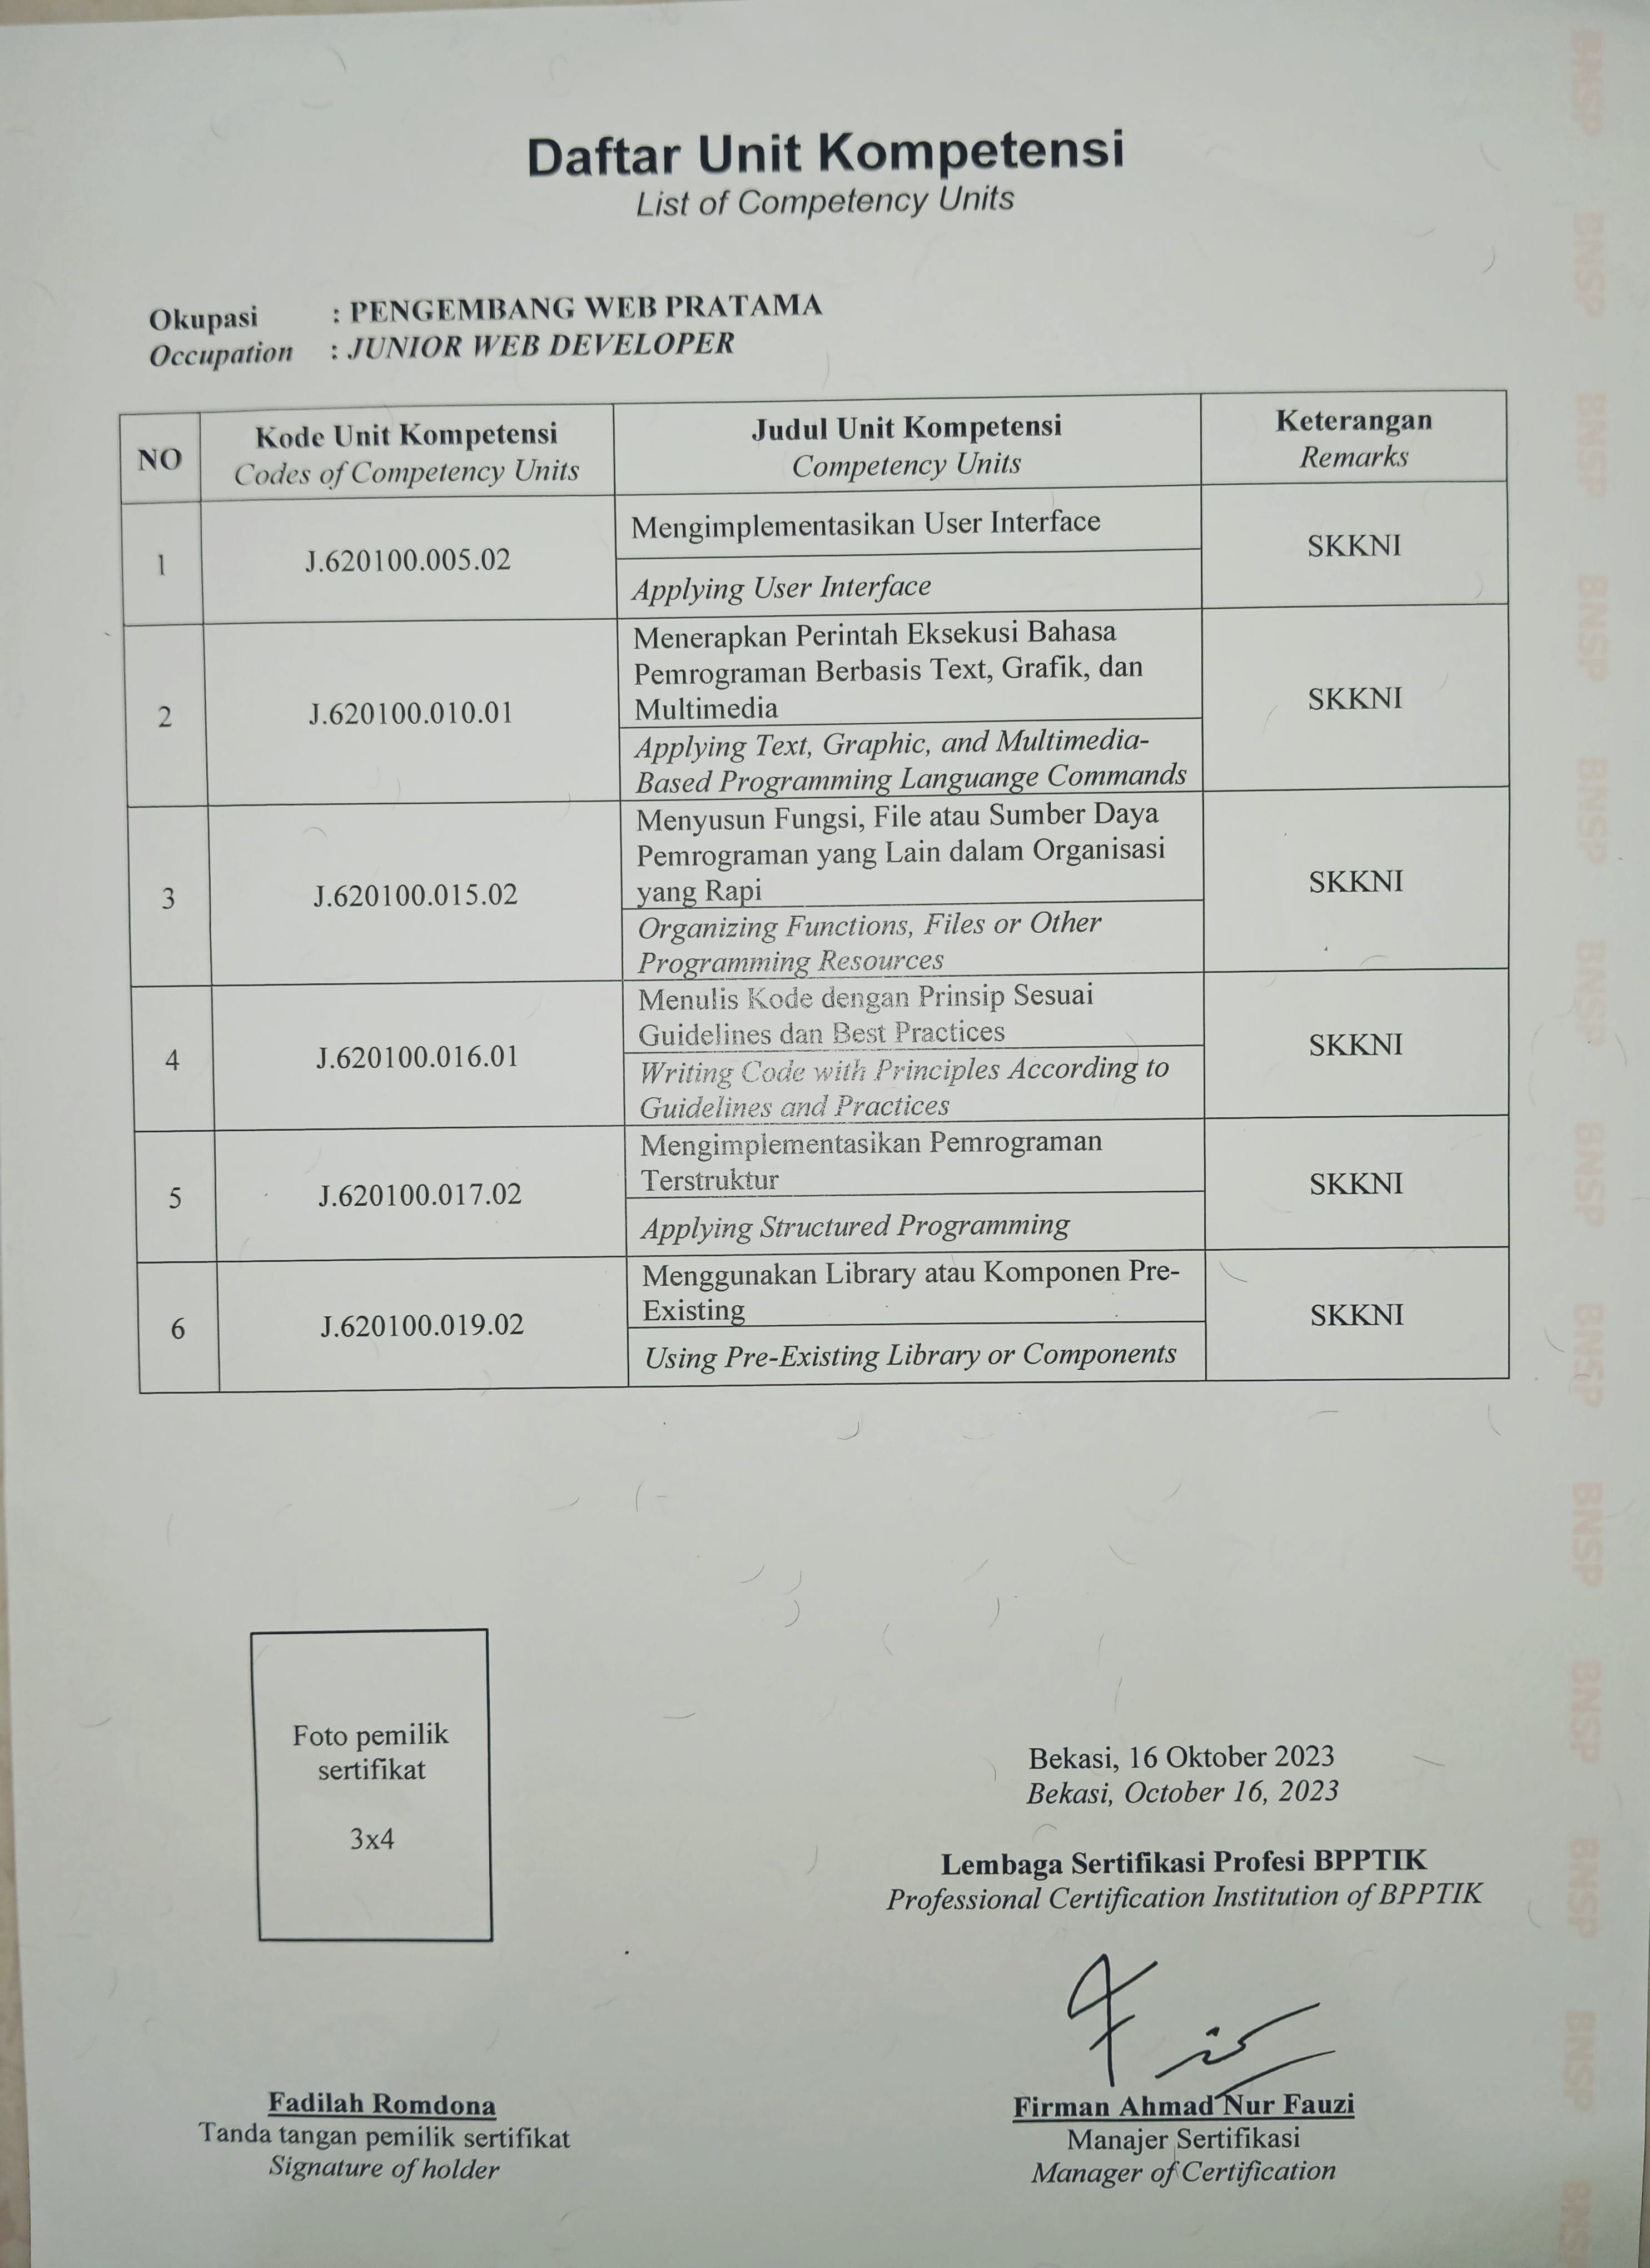 Daftar Unit Kompetensi
List of Competency Units
Okupasi : PENGEMBANG WEB PRATAMA
Occupation : JUNIOR WEB DEVELOPER
NO
Kode Unit Kompetensi
Codes of Competency Units
Judul Unit Kompetensi
Competency Units
Keterangan
Remarks
1
J.620100.005.02
Mengimplementasikan User Interface
Applying User Interface
SKKNI
2
J.620100.010.01
Menerapkan Perintah Eksekusi Bahasa
Pemrograman Berbasis Text, Grafik, dan
Multimedia
Applying Text, Graphic, and Multimedia-
Based Programming Languange Commands
SKKNI
3
J.620100.015.02
Menyusun Fungsi, File atau Sumber Daya
Pemrograman yang Lain dalam Organisasi
yang Rapi
Organizing Functions, Files or Other
Programming Resources
SKKNI
4
J.620100.016.01
Menulis Kode dengan Prinsip Sesuai
Guidelines dan Best Practices
Writing Code with Principles According to
Guidelines and Practices
SKKNI
5
J.620100.017.02
Mengimplementasikan Pemrograman
Terstruktur
Applying Structured Programming
SKKNI
6
J.620100.019.02
Menggunakan Library atau Komponen Pre-
Existing
Using Pre-Existing Library or Components
SKKNI
Foto pemilik
sertifikat
3x4
Bekasi, 16 Oktober 2023
Bekasi, October 16, 2023
Lembaga Sertifikasi Profesi BPPTIK
Professional Certification Institution of BPPTIK
Fadilah Romdona
Tanda tangan pemilik sertifikat
Signature of holder
Firman Ahmad Nur Fauzi
Manajer Sertifikasi
Manager of Certification
BNSP
BNSP
BNSP
BNSP
BNSP
BNSP
BNSP
BNSP
BNSP
BNSP
BNSP
BNSP
BNSP